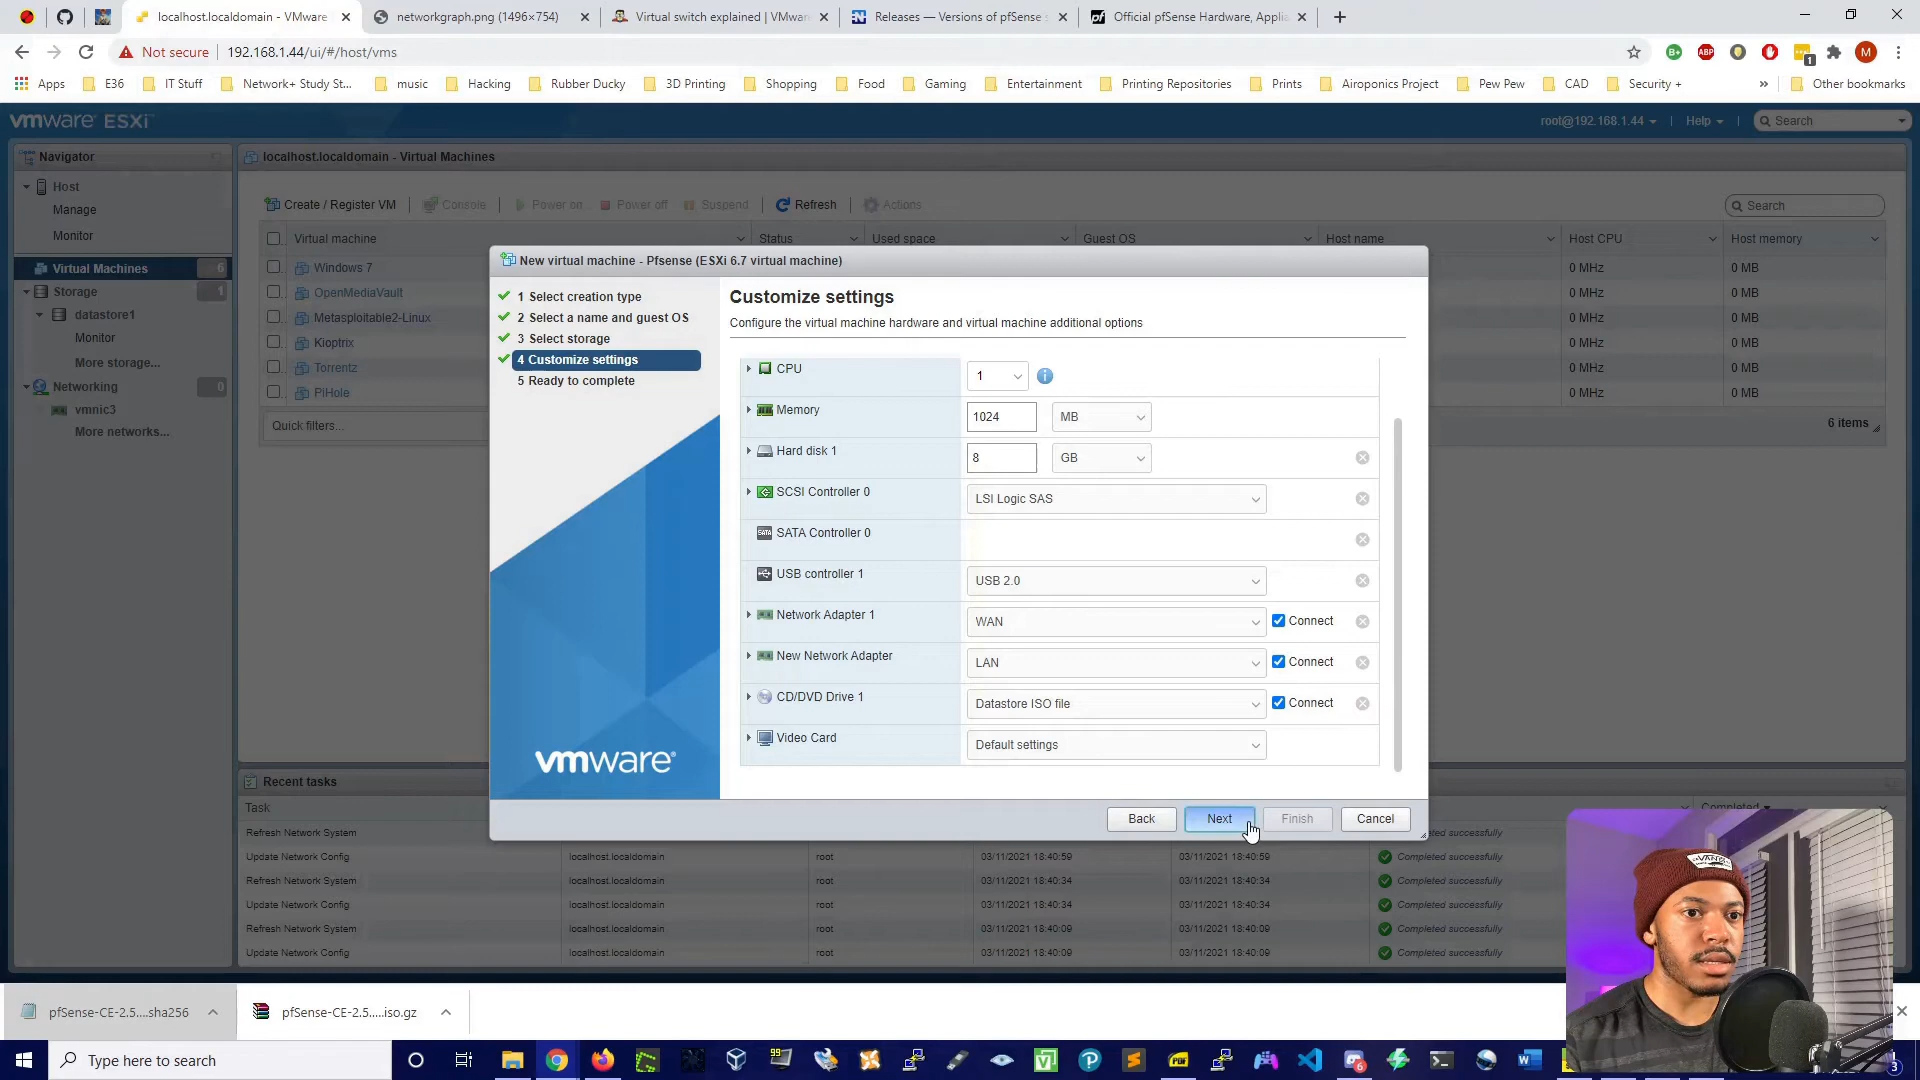 localhost.localdomain - VMware
networkgraph.png (1496×754)
Virtual switch explained | VMwa
Releases — Versions of pfSense
Official pfSense Hardware, Applia
Not secure
192.168.1.44/ui/#/host/vms
Apps
E36
IT Stuff
Network+ Study St...
music
Hacking
Rubber Ducky
3D Printing
Shopping
Food
Gaming
Entertainment
Printing Repositories
Prints
Airoponics Project
Pew Pew
CAD
Security +
Other bookmarks
vmware ESXi
root@192.168.1.44
Help
Search
Navigator
Host
Manage
Monitor
Virtual Machines 6
Storage 1
datastore1
Monitor
More storage...
Networking 0
vmnic3
More networks...
localhost.localdomain - Virtual Machines
Create / Register VM
Console
Power on
Power off
Suspend
Refresh
Actions
Search
Virtual machine
Status
Used space
Guest OS
Host name
Host CPU
Host memory
Windows 7
0 MHz
0 MB
OpenMediaVault
0 MHz
0 MB
Metasploitable2-Linux
0 MHz
0 MB
Kioptrix
0 MHz
0 MB
Torrentz
0 MHz
0 MB
PIHole
0 MHz
0 MB
Quick filters...
6 items
New virtual machine - Pfsense (ESXi 6.7 virtual machine)
1 Select creation type
2 Select a name and guest OS
3 Select storage
4 Customize settings
5 Ready to complete
vmware
Customize settings
Configure the virtual machine hardware and virtual machine additional options
CPU
1
Memory
1024
MB
Hard disk 1
8
GB
SCSI Controller 0
LSI Logic SAS
SATA Controller 0
USB controller 1
USB 2.0
Network Adapter 1
WAN
Connect
New Network Adapter
LAN
Connect
CD/DVD Drive 1
Datastore ISO file
Connect
Video Card
Default settings
Back
Next
Finish
Cancel
Recent tasks
Task
Completed
Refresh Network System
Update Network Config
localhost.localdomain
root
03/11/2021 18:40:59
03/11/2021 18:40:59
Completed successfully
Refresh Network System
localhost.localdomain
root
03/11/2021 18:40:34
03/11/2021 18:40:34
Completed successfully
Update Network Config
localhost.localdomain
root
03/11/2021 18:40:34
03/11/2021 18:40:34
Completed successfully
Refresh Network System
localhost.localdomain
root
03/11/2021 18:40:09
03/11/2021 18:40:09
Completed successfully
Update Network Config
localhost.localdomain
root
03/11/2021 18:40:09
03/11/2021 18:40:09
Completed successfully
VANS
pfSense-CE-2.5....sha256
pfSense-CE-2.5.....iso.gz
Type here to search